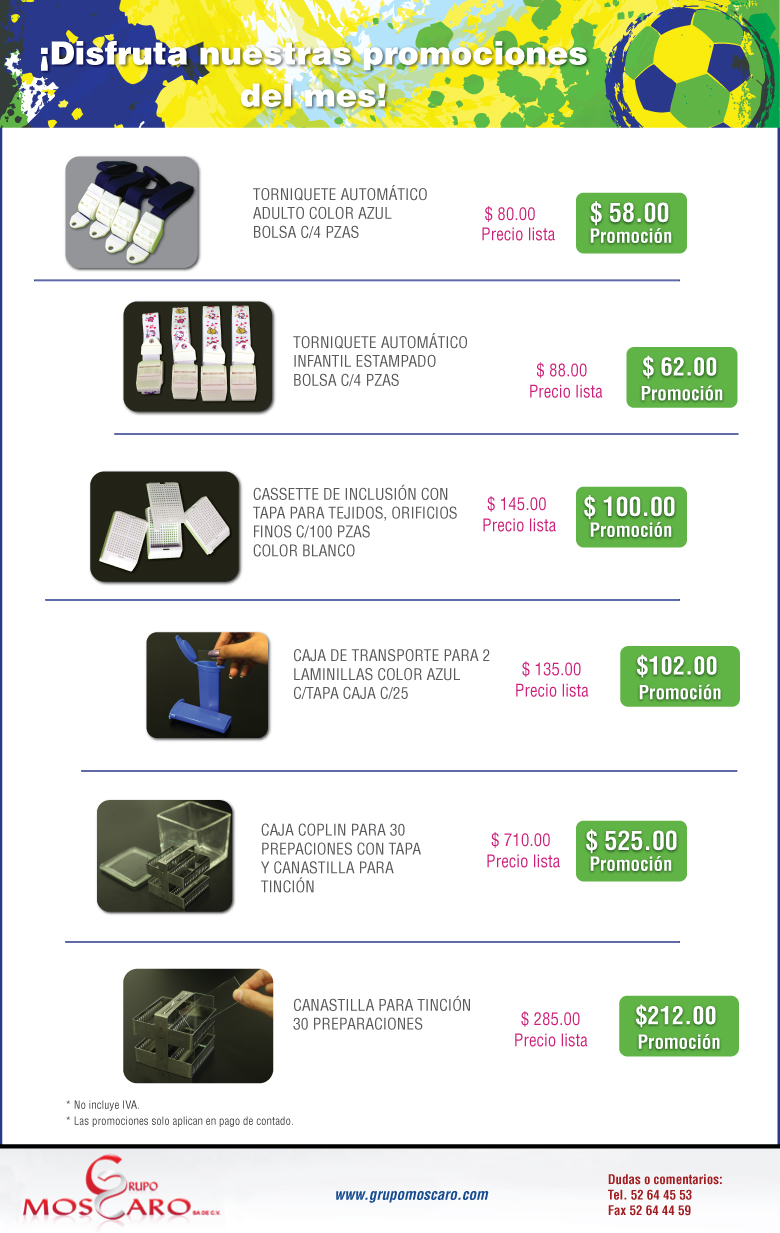 ¡Disfruta nuestras promociones
del mes!
TORNIQUETE AUTOMÁTICO
ADULTO COLOR AZUL
BOLSA C/4 PZAS
$ 80.00
Precio lista
$ 58.00
Promoción
TORNIQUETE AUTOMÁTICO
INFANTIL ESTAMPADO
BOLSA C/4 PZAS
$ 88.00
Precio lista
$ 62.00
Promoción
CASSETTE DE INCLUSIÓN CON
TAPA PARA TEJIDOS, ORIFICIOS
FINOS C/100 PZAS
COLOR BLANCO
$ 145.00
Precio lista
$ 100.00
Promoción
CAJA DE TRANSPORTE PARA 2
LAMINILLAS COLOR AZUL
C/TAPA CAJA C/25
$ 135.00
Precio lista
$102.00
Promoción
CAJA COPLIN PARA 30
PREPACIONES CON TAPA
Y CANASTILLA PARA
TINCIÓN
$ 710.00
Precio lista
$ 525.00
Promoción
CANASTILLA PARA TINCIÓN
30 PREPARACIONES
$ 285.00
Precio lista
$212.00
Promoción
* No incluye IVA.
* Las promociones solo aplican en pago de contado.
GRUPO
MOSCARO SA DE C.V.
www.grupomoscaro.com
Dudas o comentarios:
Tel. 52 64 45 53
Fax 52 64 44 59